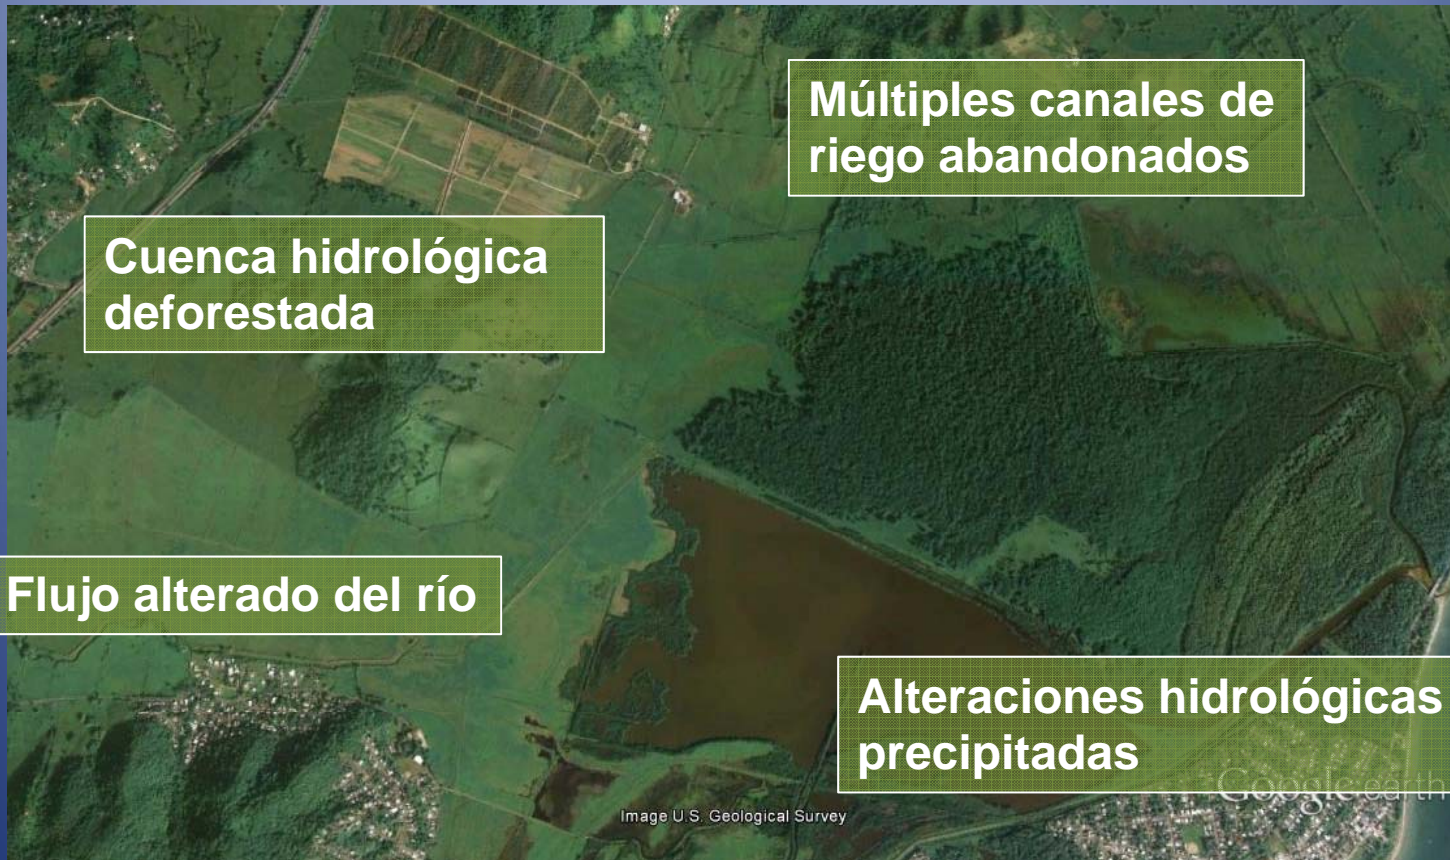 Múltiples canales de
riego abandonados
Cuenca hidrológica
deforestada
Flujo alterado del río
Alteraciones hidrológicas
precipitadas
Google earth
Image U.S. Geological Survey